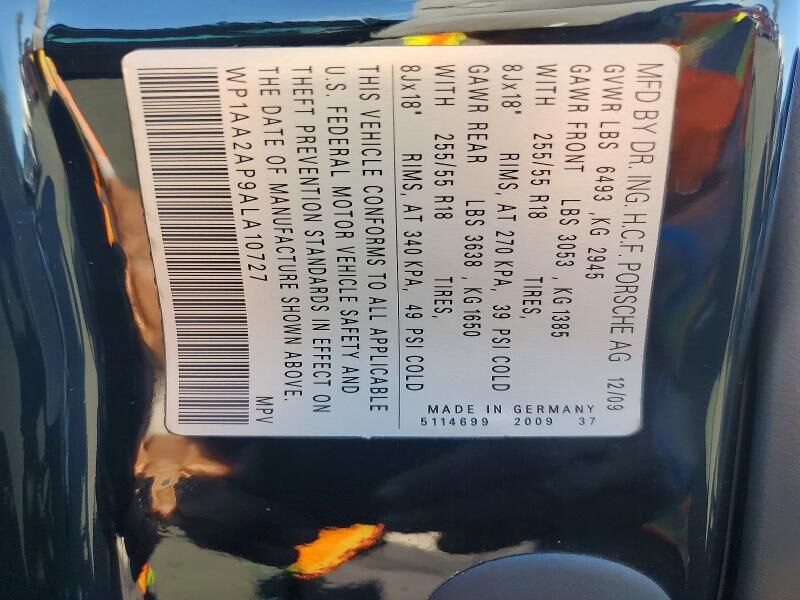 MFD BY DR. ING. H.C.F. PORSCHE AG 12/09
GVWR LBS 6493 ,KG 2945
GAWR FRONT LBS 3053 , KG 1385
WITH 255/55 R18 TIRES,
8Jx18" RIMS, AT 270 KPA, 39 PSI COLD
GAWR REAR LBS 3638 , KG 1650
WITH 255/55 R18 TIRES,
8Jx18" RIMS, AT 340 KPA, 49 PSI COLD
THIS VEHICLE CONFORMS TO ALL APPLICABLE
U.S. FEDERAL MOTOR VEHICLE SAFETY AND
THEFT PREVENTION STANDARDS IN EFFECT ON
THE DATE OF MANUFACTURE SHOWN ABOVE.
WP1AA2AP9ALA10727 MPV
MADE IN GERMANY
5114699 2009 37